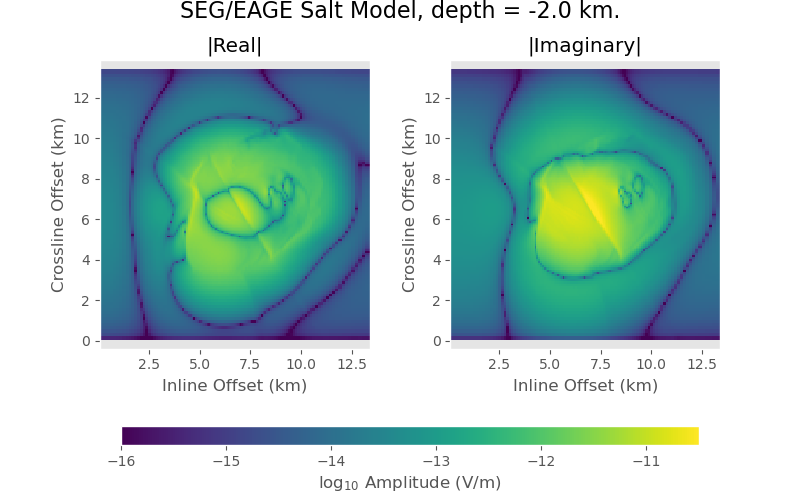 SEG/EAGE Salt Model, depth = -2.0 km.
|Real| |Imaginary|
Crossline Offset (km)
12
10
8
6
4
2
0
2.5 5.0 7.5 10.0 12.5
Inline Offset (km)
Crossline Offset (km)
12
10
8
6
4
2
0
2.5 5.0 7.5 10.0 12.5
Inline Offset (km)
−16 −15 −14 −13 −12 −11
log₁₀ Amplitude (V/m)